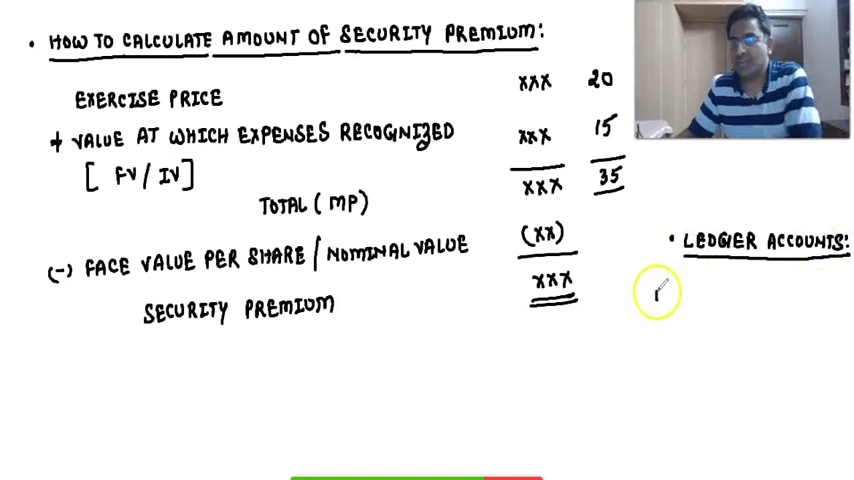 • HOW TO CALCULATE AMOUNT OF SECURITY PREMIUM:
EXERCISE PRICE xxx 20
+ VALUE AT WHICH EXPENSES RECOGNIZED xxx 15
[ FV / IV ]
TOTAL (MP) xxx 35
(-) FACE VALUE PER SHARE / NOMINAL VALUE (xx)
SECURITY PREMIUM xxx
• LEDGER ACCOUNTS: